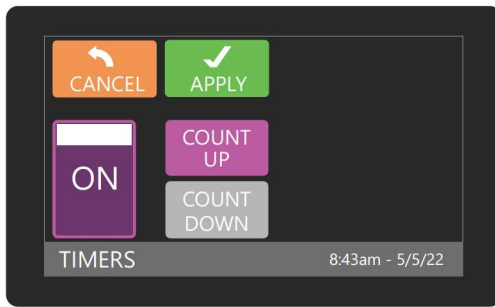 CANCEL
APPLY
ON
COUNT
UP
COUNT
DOWN
TIMERS
8:43am - 5/5/22